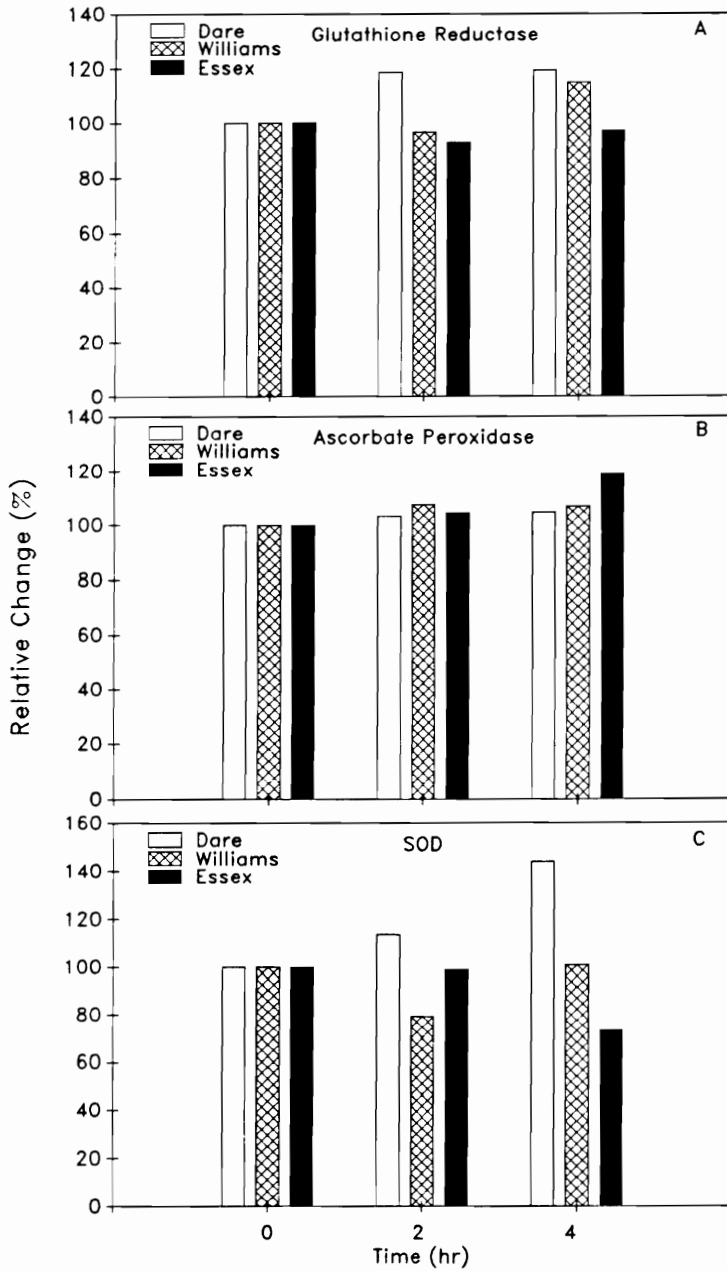 Relative Change (%)
A
Glutathione Reductase
Dare
Williams
Essex
140
120
100
80
60
40
20
0
B
Ascorbate Peroxidase
Dare
Williams
Essex
140
120
100
80
60
40
20
0
C
SOD
Dare
Williams
Essex
160
140
120
100
80
60
40
20
0
0 2 4
Time (hr)